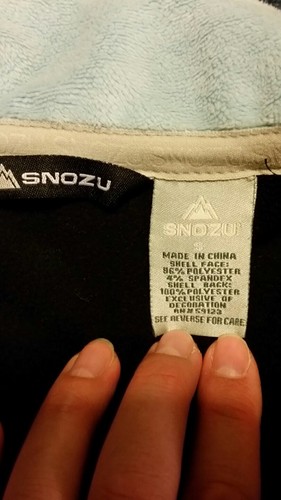 SNOZU
SNOZU
S
MADE IN CHINA
SHELL FACE:
96% POLYESTER
4% SPANDEX
SHELL BACK:
100% POLYESTER
EXCLUSIVE OF
DECORATION
RN# 59123
SEE REVERSE FOR CARE